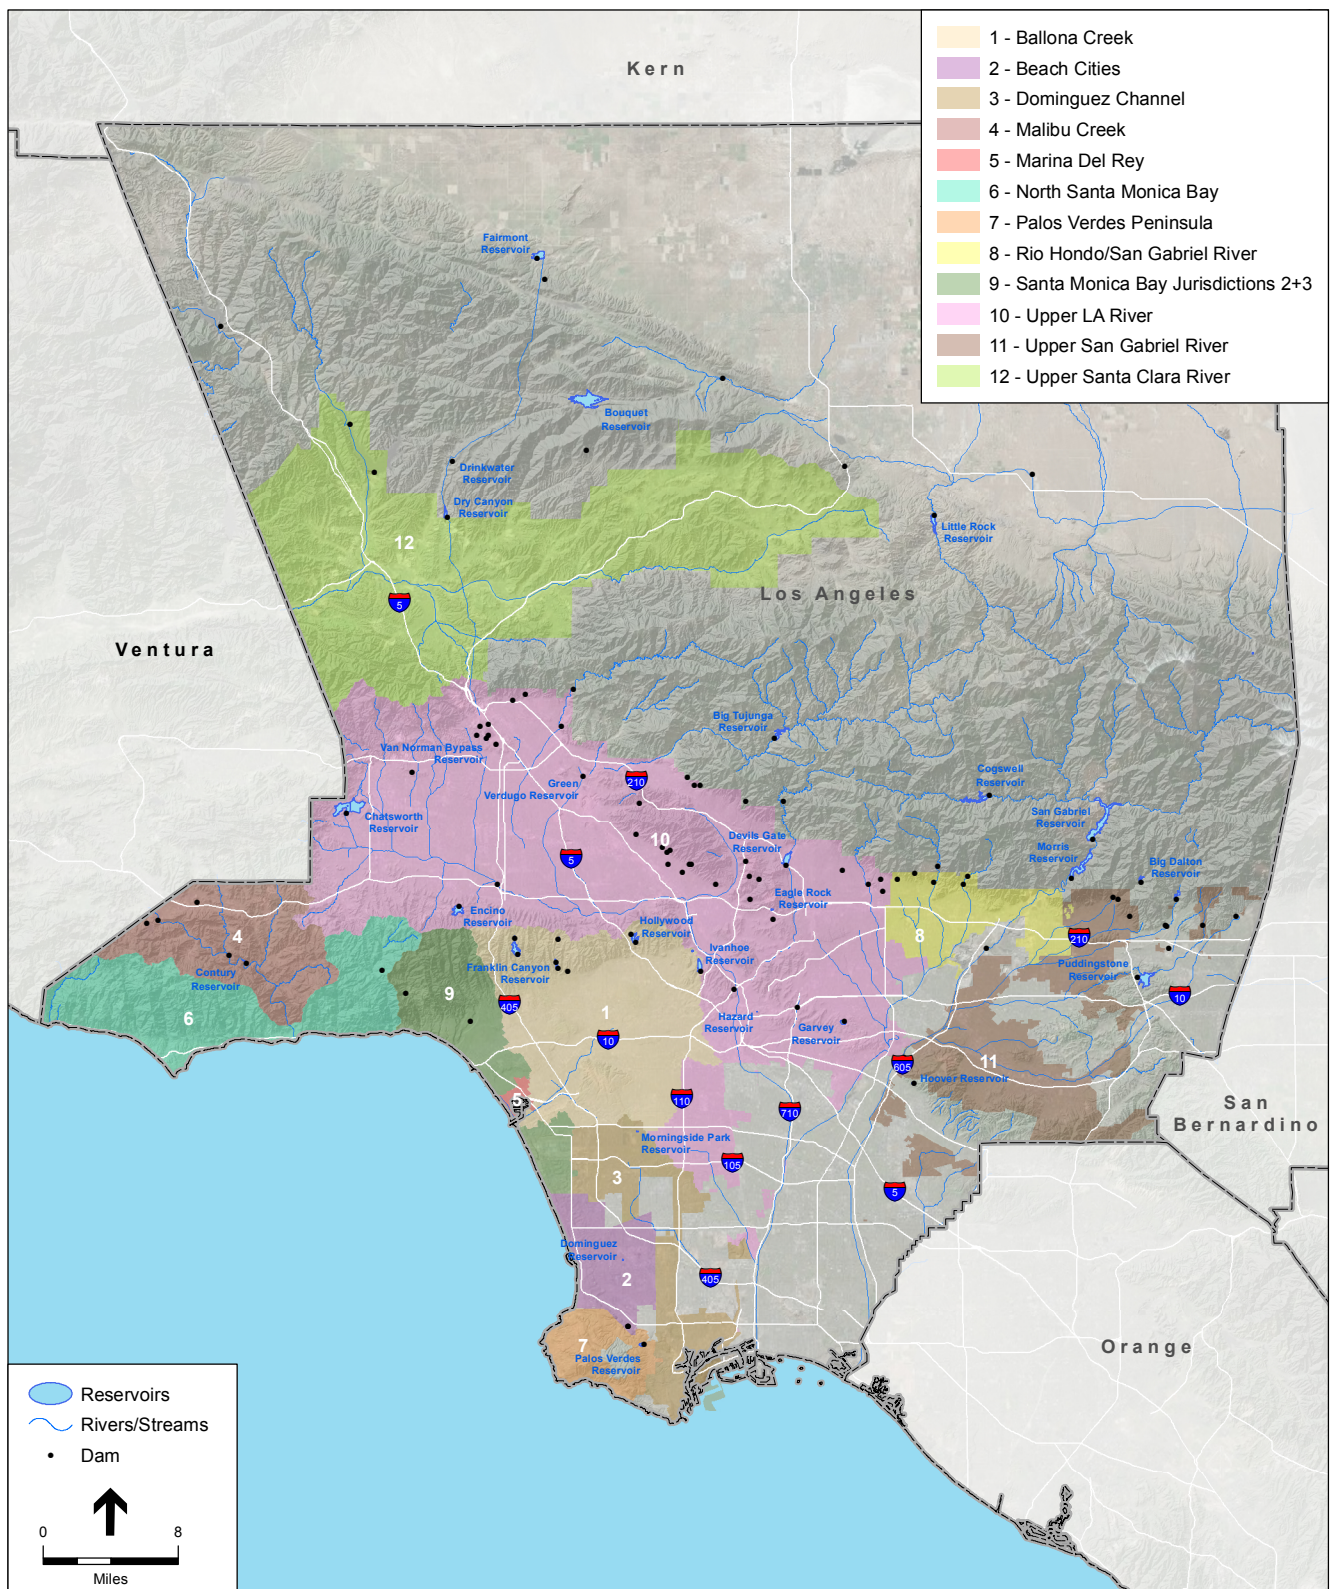 Kern
1 - Ballona Creek
2 - Beach Cities
3 - Dominguez Channel
4 - Malibu Creek
5 - Marina Del Rey
6 - North Santa Monica Bay
7 - Palos Verdes Peninsula
8 - Rio Hondo/San Gabriel River
9 - Santa Monica Bay Jurisdictions 2+3
10 - Upper LA River
11 - Upper San Gabriel River
12 - Upper Santa Clara River
Fairmont
Reservoir
Bouquet
Reservoir
Drinkwater
Reservoir
Dry Canyon
Reservoir
Little Rock
Reservoir
12
5
Los Angeles
Ventura
Big Tujunga
Reservoir
Van Norman Bypass
Reservoir
Green
Verdugo Reservoir
210
Cogswell
Reservoir
San Gabriel
Reservoir
Chatsworth
Reservoir
10
Devils Gate
Reservoir
Morris
Reservoir
5
Big Dalton
Reservoir
Eagle Rock
Reservoir
Encino
Reservoir
Hollywood
Reservoir
4
8
210
Ivanhoe
Reservoir
Franklin Canyon
Reservoir
Contury
Reservoir
Puddingstone
Reservoir
9
10
405
6
1
Hazard
Reservoir
Garvey
Reservoir
10
605
11
Hoover Reservoir
5
110
710
San
Bernardino
Morningside Park
Reservoir
105
3
5
Dominguez
Reservoir
2
405
7
Palos Verdes
Reservoir
Orange
Reservoirs
Rivers/Streams
Dam
0 8
Miles